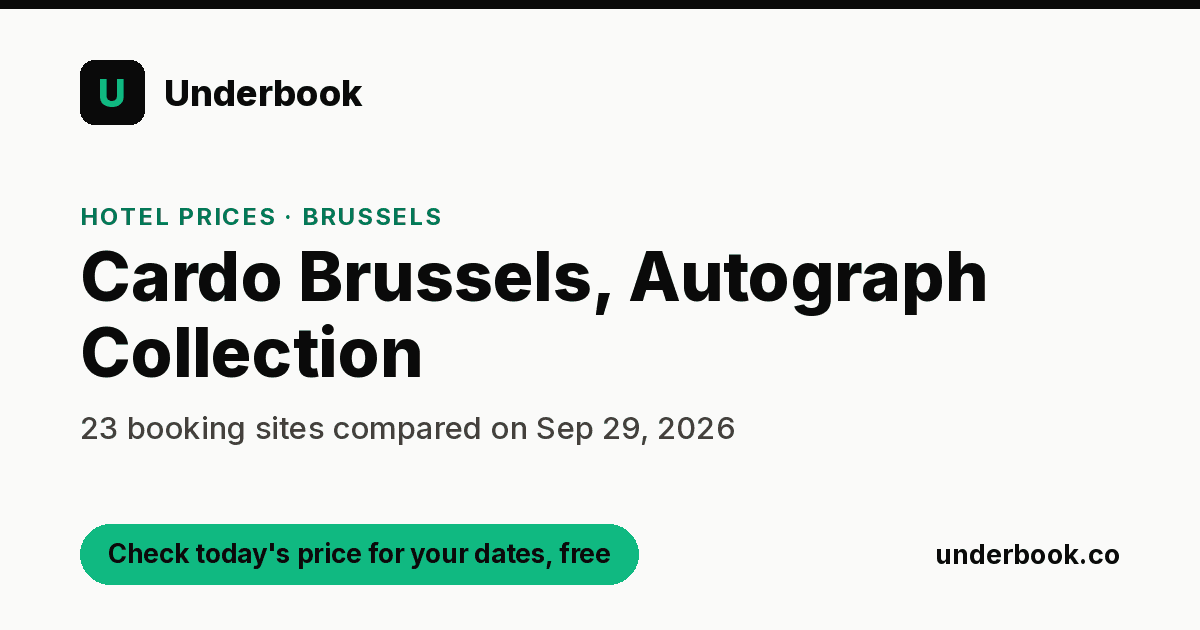 U Underbook
HOTEL PRICES · BRUSSELS
Cardo Brussels, Autograph
Collection
23 booking sites compared on Sep 29, 2026
Check today's price for your dates, free
underbook.co